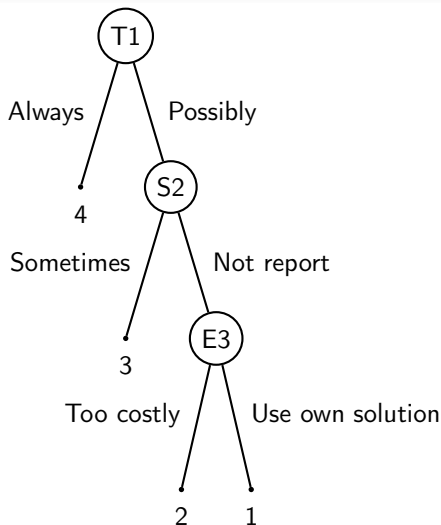 T1
Always
Possibly
4
S2
Sometimes
Not report
3
E3
Too costly
Use own solution
2
1